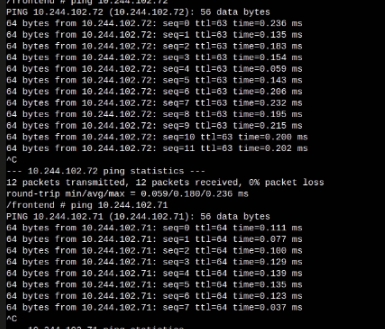 /frontend # ping 10.244.102.72
PING 10.244.102.72 (10.244.102.72): 56 data bytes
64 bytes from 10.244.102.72: seq=0 ttl=63 time=0.236 ms
64 bytes from 10.244.102.72: seq=1 ttl=63 time=0.135 ms
64 bytes from 10.244.102.72: seq=2 ttl=63 time=0.183 ms
64 bytes from 10.244.102.72: seq=3 ttl=63 time=0.154 ms
64 bytes from 10.244.102.72: seq=4 ttl=63 time=0.059 ms
64 bytes from 10.244.102.72: seq=5 ttl=63 time=0.143 ms
64 bytes from 10.244.102.72: seq=6 ttl=63 time=0.206 ms
64 bytes from 10.244.102.72: seq=7 ttl=63 time=0.232 ms
64 bytes from 10.244.102.72: seq=8 ttl=63 time=0.195 ms
64 bytes from 10.244.102.72: seq=9 ttl=63 time=0.215 ms
64 bytes from 10.244.102.72: seq=10 ttl=63 time=0.200 ms
64 bytes from 10.244.102.72: seq=11 ttl=63 time=0.202 ms
^C
--- 10.244.102.72 ping statistics ---
12 packets transmitted, 12 packets received, 0% packet loss
round-trip min/avg/max = 0.059/0.180/0.236 ms
/frontend # ping 10.244.102.71
PING 10.244.102.71 (10.244.102.71): 56 data bytes
64 bytes from 10.244.102.71: seq=0 ttl=64 time=0.111 ms
64 bytes from 10.244.102.71: seq=1 ttl=64 time=0.077 ms
64 bytes from 10.244.102.71: seq=2 ttl=64 time=0.100 ms
64 bytes from 10.244.102.71: seq=3 ttl=64 time=0.129 ms
64 bytes from 10.244.102.71: seq=4 ttl=64 time=0.139 ms
64 bytes from 10.244.102.71: seq=5 ttl=64 time=0.135 ms
64 bytes from 10.244.102.71: seq=6 ttl=64 time=0.123 ms
64 bytes from 10.244.102.71: seq=7 ttl=64 time=0.037 ms
^C
--- 10.244.102.71 ping statistics ---